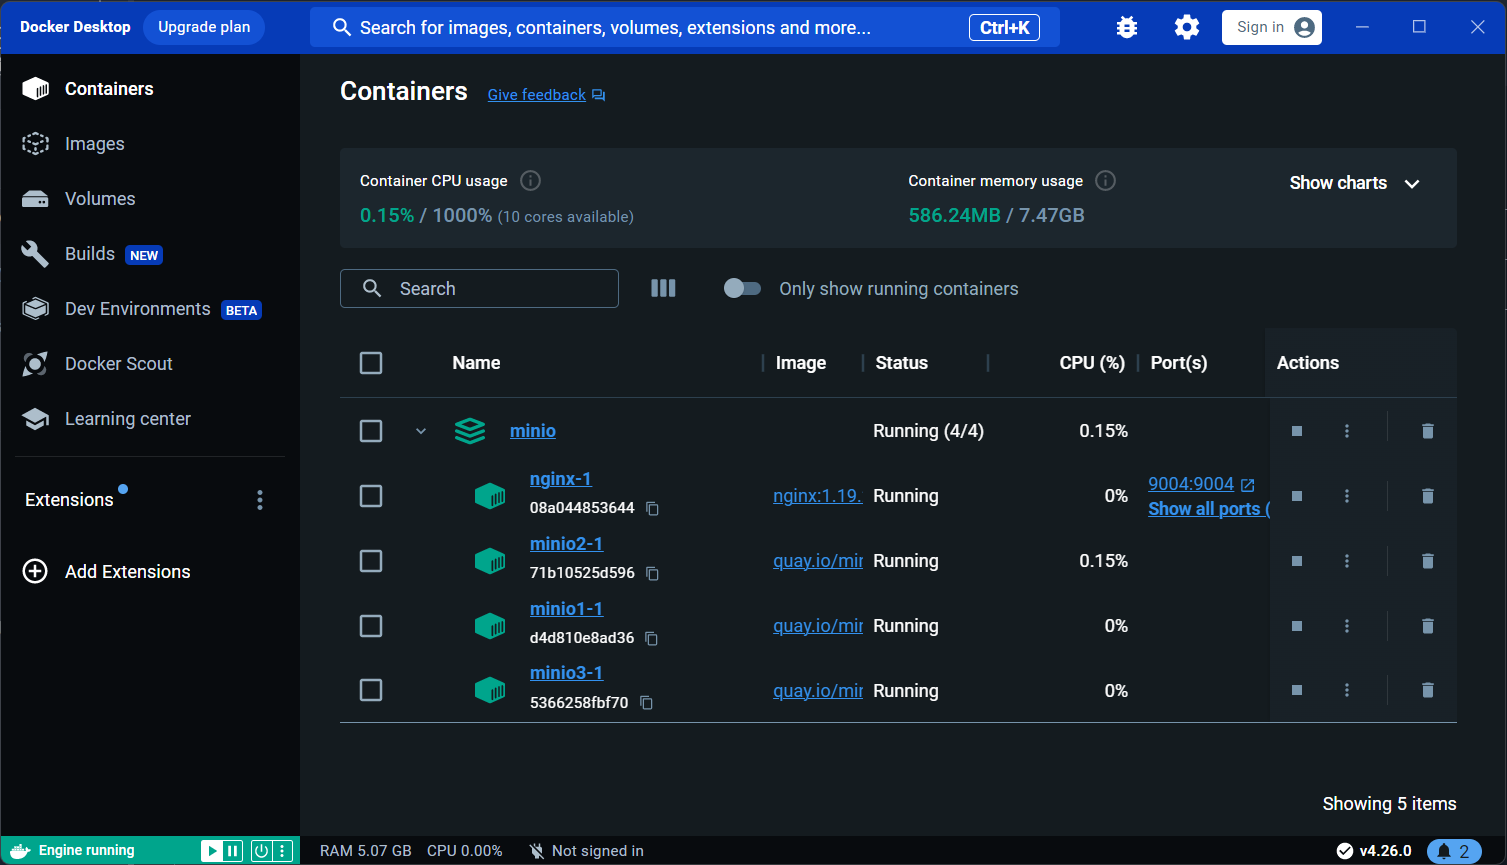 Docker Desktop Upgrade plan Search for images, containers, volumes, extensions and more... Ctrl+K Sign in
Containers
Images
Volumes
Builds NEW
Dev Environments BETA
Docker Scout
Learning center
Extensions
Add Extensions
Containers Give feedback
Container CPU usage
0.15% / 1000% (10 cores available)
Container memory usage
586.24MB / 7.47GB
Show charts
Search
Only show running containers
Name Image Status CPU (%) Port(s) Actions
minio Running (4/4) 0.15%
nginx-1
08a044853644
nginx:1.19. Running 0% 9004:9004
Show all ports (
minio2-1
71b10525d596
quay.io/mir Running 0.15%
minio1-1
d4d810e8ad36
quay.io/mir Running 0%
minio3-1
5366258fbf70
quay.io/mir Running 0%
Showing 5 items
Engine running RAM 5.07 GB CPU 0.00% Not signed in v4.26.0 2